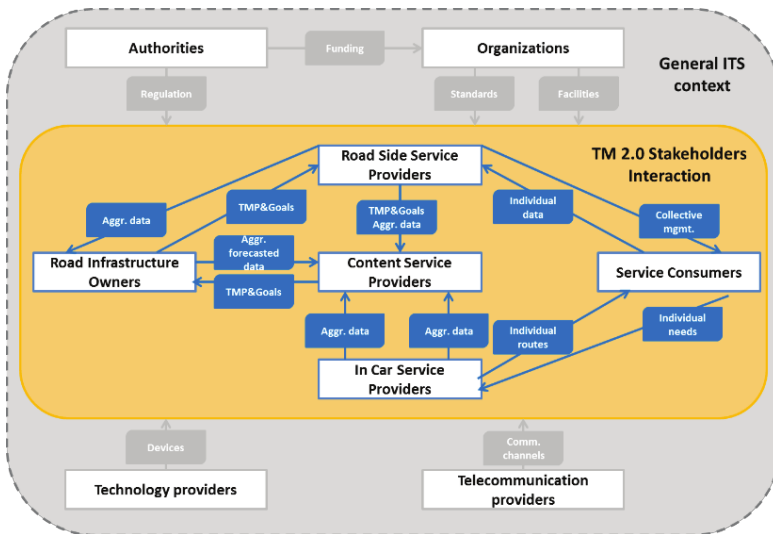 Authorities
Funding
Organizations
General ITS
context
Regulation
Standards
Facilities
TM 2.0 Stakeholders
Interaction
Road Side Service
Providers
Aggr. data
TMP&Goals
TMP&Goals
Aggr. data
Individual
data
Collective
mgmt.
Road Infrastructure
Owners
Aggr.
forecasted
data
Content Service
Providers
Service Consumers
TMP&Goals
Aggr. data
Aggr. data
Individual
routes
Individual
needs
In Car Service
Providers
Devices
Comm.
channels
Technology providers
Telecommunication
providers